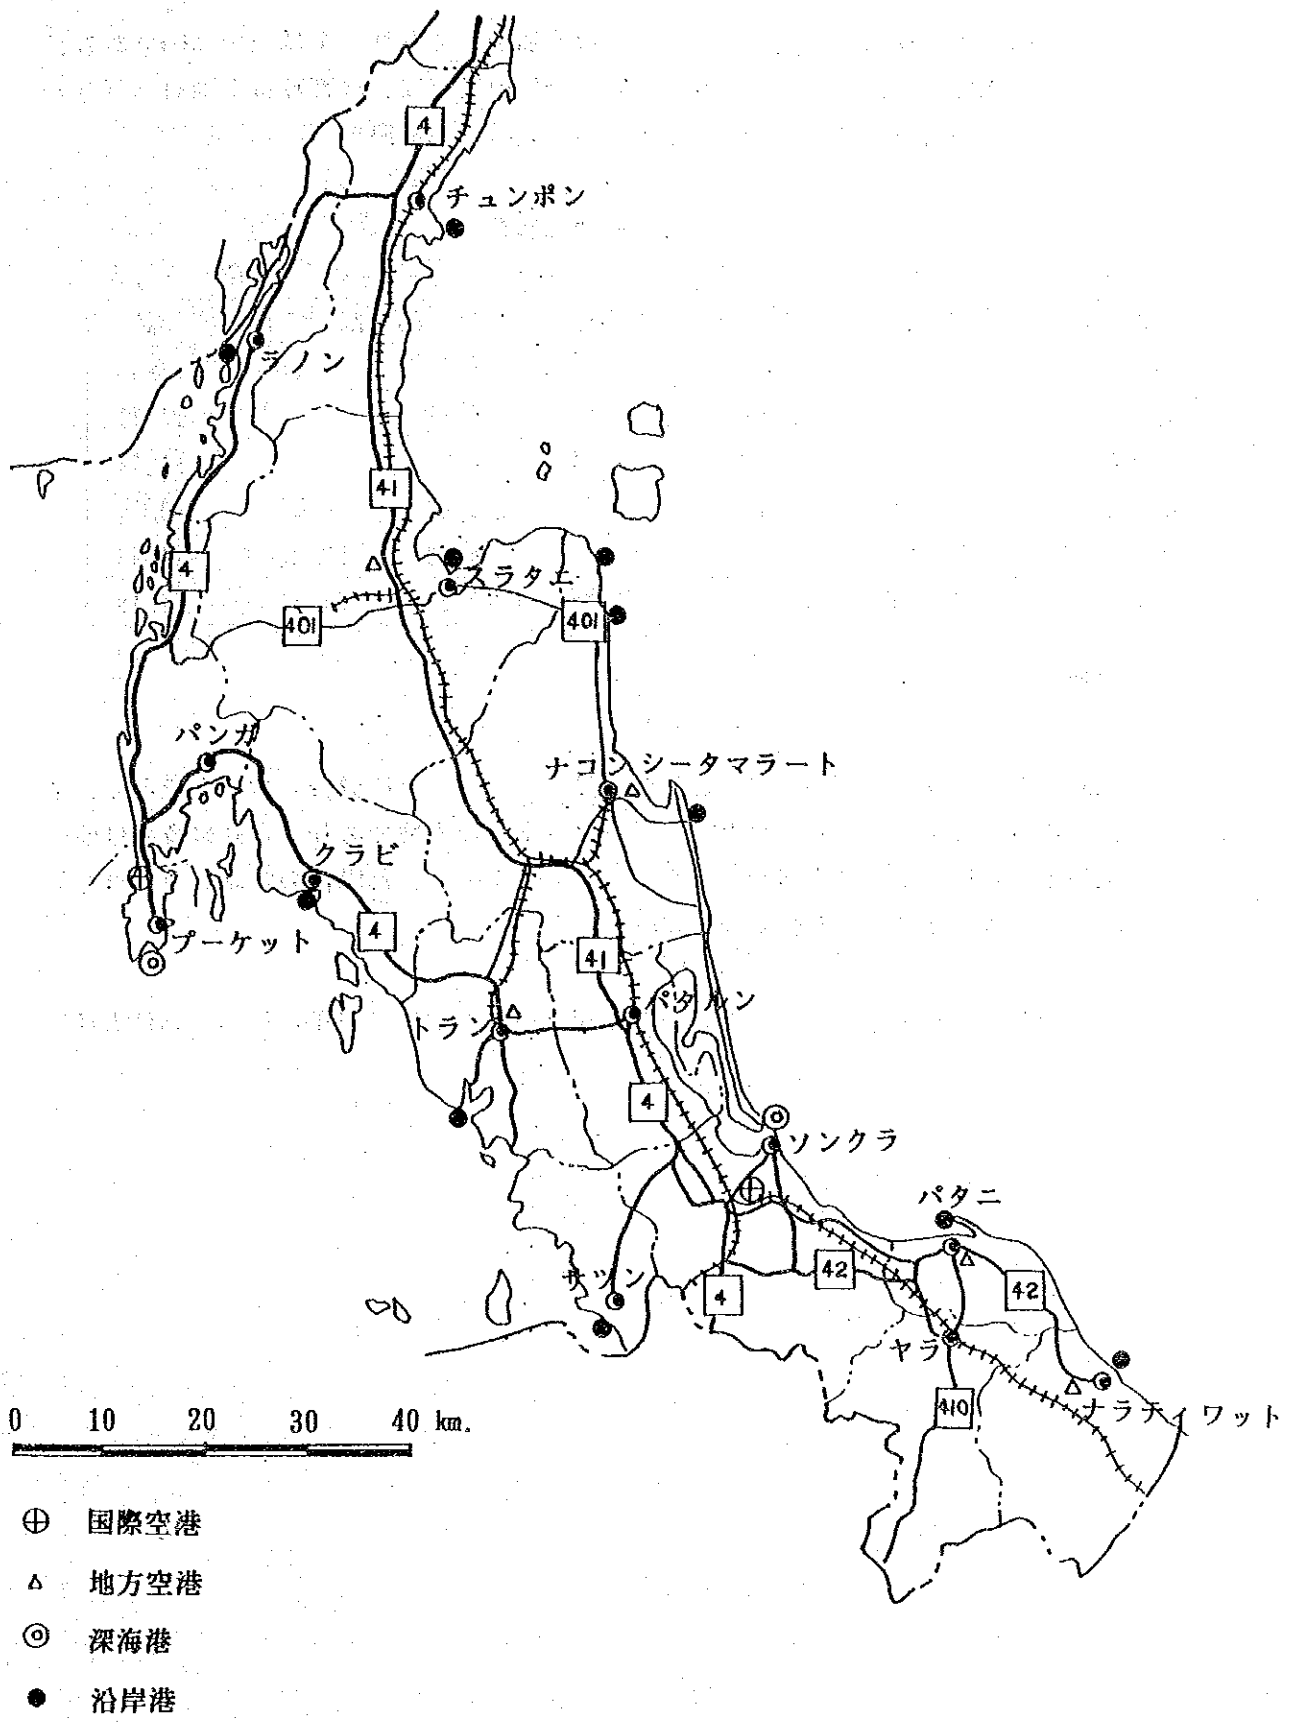 4
チュンポン
ラノン
41
4
スラタニ
401
401
パンガ
ナコンシータマラート
クラビ
4
プーケット
41
パタルン
トラン
4
ソンクラ
パタニ
42
サツン
4
42
ヤラ
410
ナラティワット
0 10 20 30 40 km.
国際空港
地方空港
深海港
沿岸港